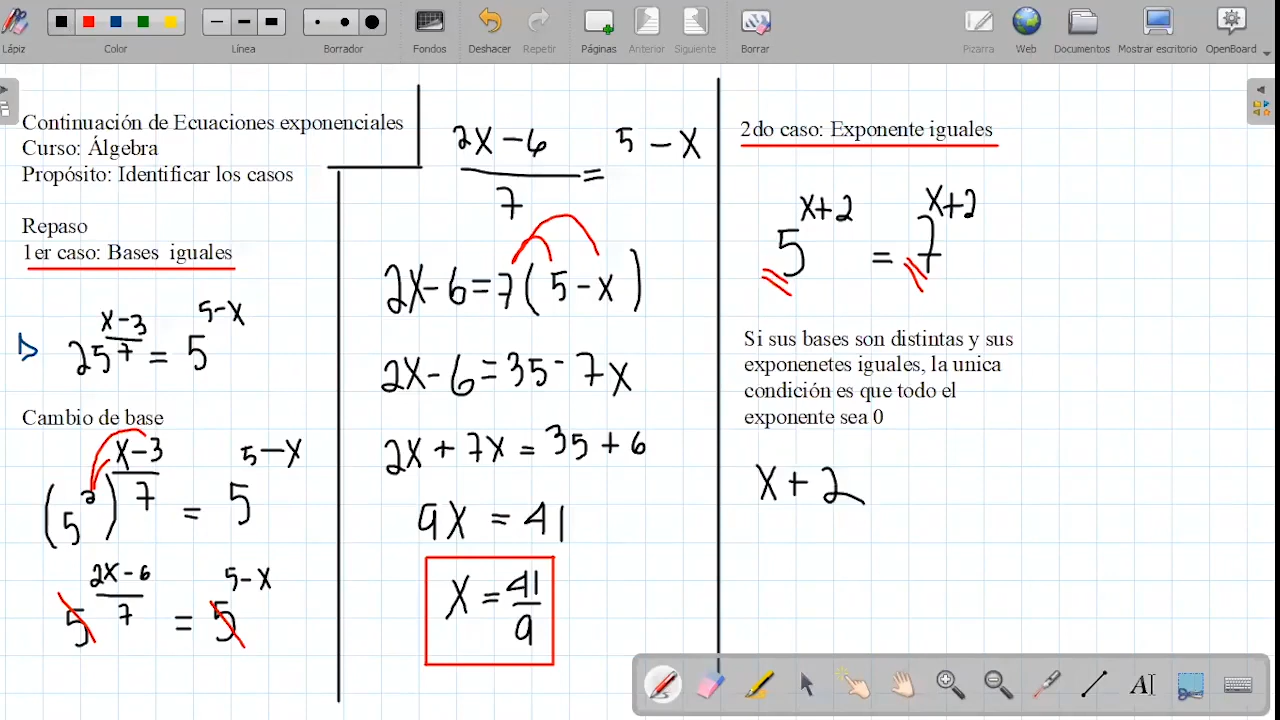 Lápiz
Color
Línea
Borrador
Fondos
Deshacer
Repetir
Páginas
Anterior
Siguiente
Borrar
Pizarra
Web
Documentos
Mostrar escritorio
OpenBoard
Continuación de Ecuaciones exponenciales
Curso: Álgebra
Propósito: Identificar los casos
Repaso
1er caso: Bases iguales
25^((x-3)/7) = 5^(5-x)
Cambio de base
(5^2)^((x-3)/7) = 5^(5-x)
5^((2x-6)/7) = 5^(5-x)
(2x-6)/7 = 5-x
2x-6=7(5-x)
2x-6=35-7x
2x+7x=35+6
9x=41
x=41/9
2do caso: Exponente iguales
5^(x+2) = 7^(x+2)
Si sus bases son distintas y sus
exponenetes iguales, la unica
condición es que todo el
exponente sea 0
x+2
AI